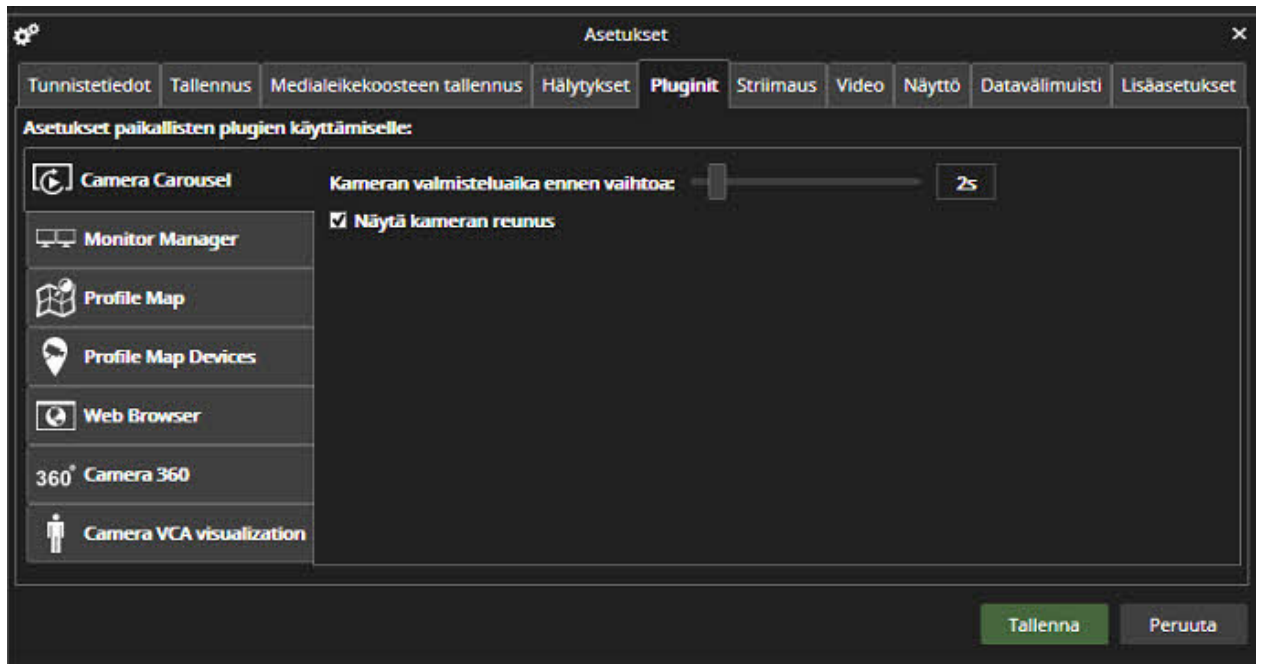 Asetukset
Tunnistetiedot Tallennus Medialeikekoosteen tallennus Hälytykset Pluginit Striimaus Video Näyttö Datavälimuisti Lisäasetukset
Asetukset paikallisten plugien käyttämiselle:
Camera Carousel
Kameran valmisteluaika ennen vaihtoa: 2s
Näytä kameran reunus
Monitor Manager
Profile Map
Profile Map Devices
Web Browser
360° Camera 360
Camera VCA visualization
Tallenna Peruuta